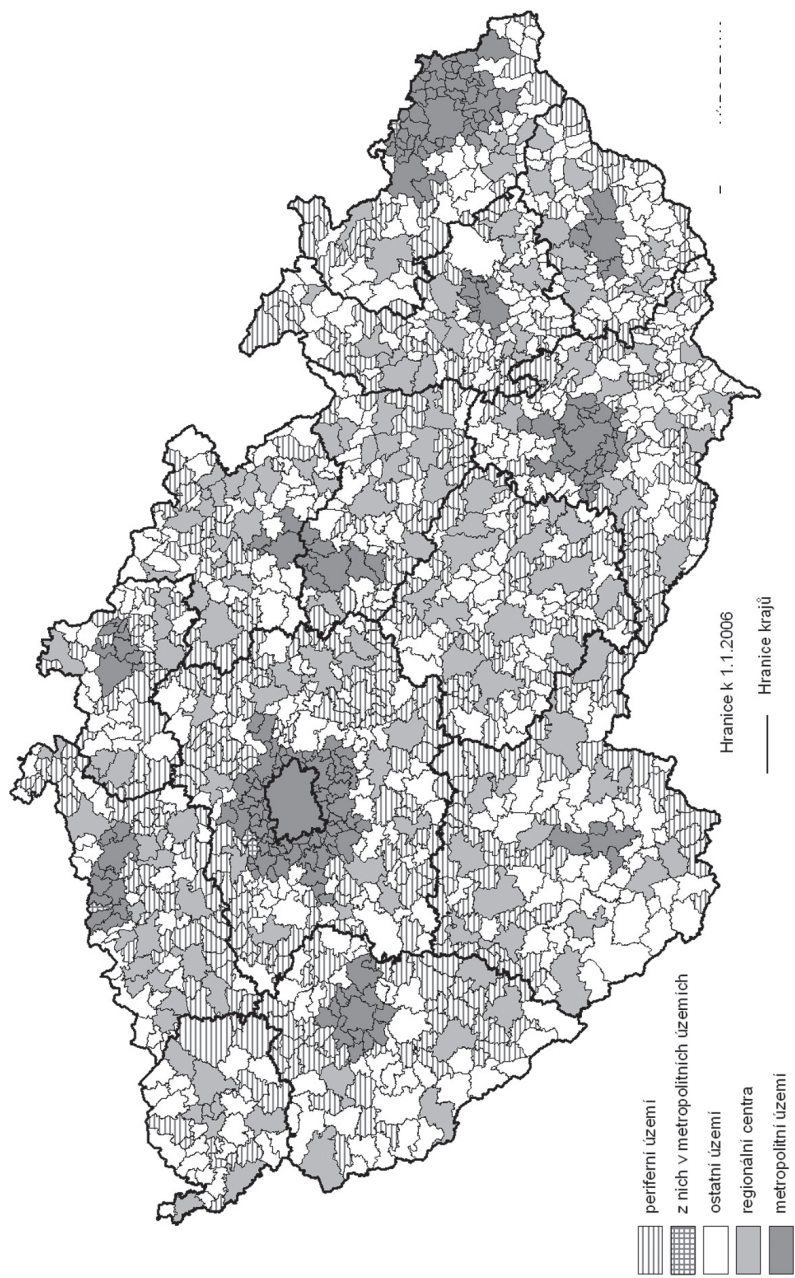 Hranice k 1.1.2006
Hranice krajů
periferní území
z nich v metropolitních územích
ostatní území
regionální centra
metropolitní území